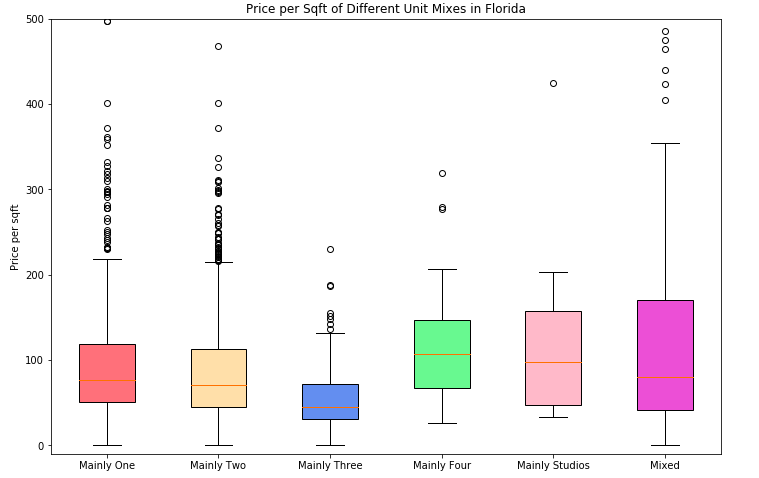 Price per Sqft of Different Unit Mixes in Florida
500
400
300
200
100
0
Price per sqft
Mainly One Mainly Two Mainly Three Mainly Four Mainly Studios Mixed